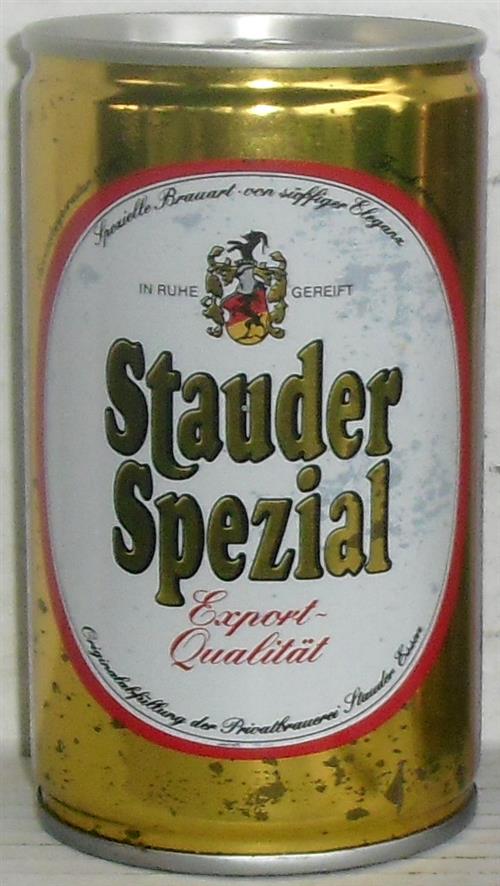 Spezielle Brauart - von süffiger Eleganz
IN RUHE GEREIFT
Stauder
Spezial
Export-
Qualität
Originalabfüllung der Privatbrauerei Stauder Essen